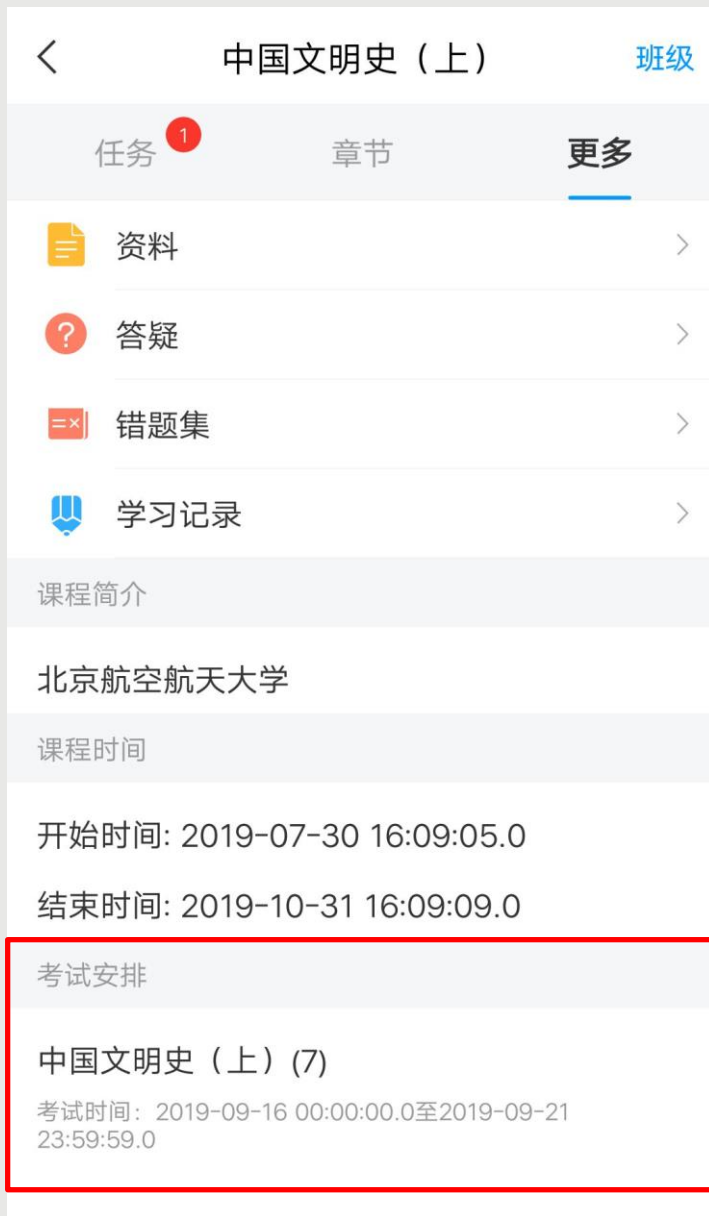 中国文明史（上）
班级
任务
1
章节
更多
资料
答疑
错题集
学习记录
课程简介
北京航空航天大学
课程时间
开始时间: 2019-07-30 16:09:05.0
结束时间: 2019-10-31 16:09:09.0
考试安排
中国文明史（上）(7)
考试时间：2019-09-16 00:00:00.0至2019-09-21
23:59:59.0